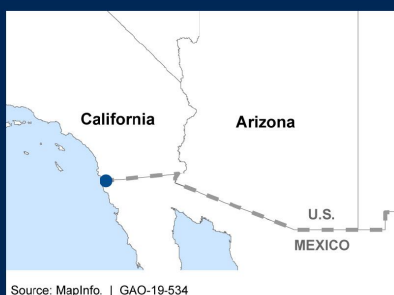 California
Arizona
U.S.
MEXICO
Source: MapInfo. | GAO-19-534